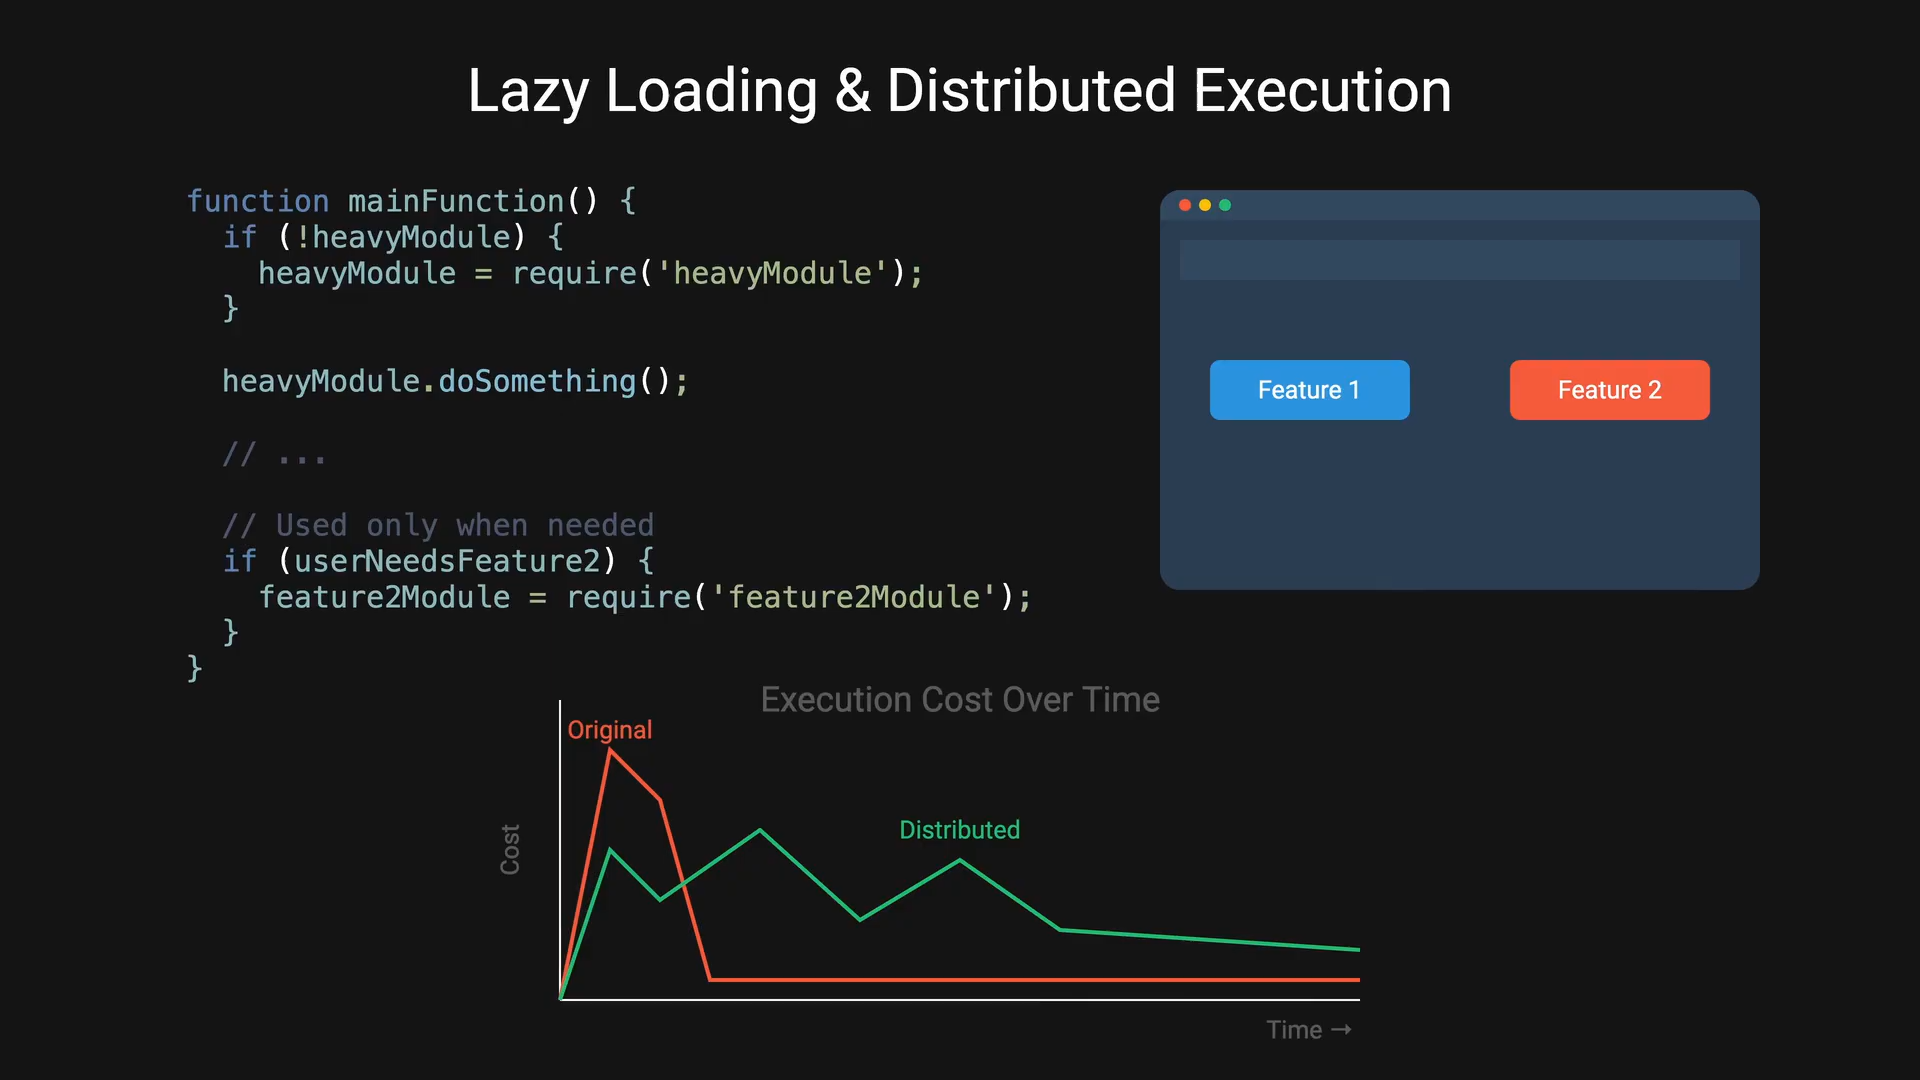 Lazy Loading & Distributed Execution
function mainFunction() {
  if (!heavyModule) {
    heavyModule = require('heavyModule');
  }
  heavyModule.doSomething();
  // ...
  // Used only when needed
  if (userNeedsFeature2) {
    feature2Module = require('feature2Module');
  }
}
Feature 1
Feature 2
Execution Cost Over Time
Original
Distributed
Cost
Time →